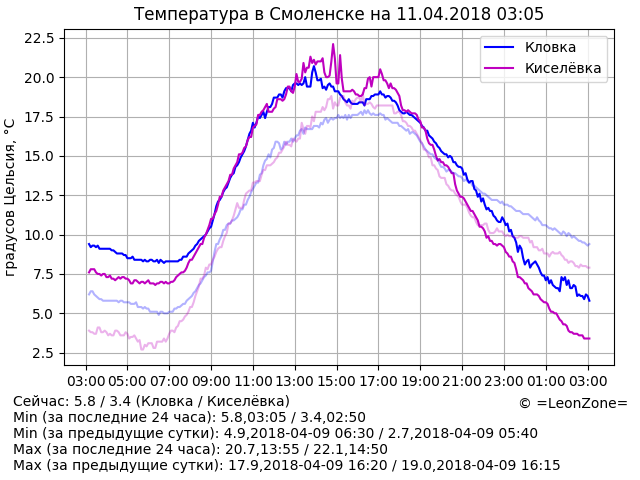 Температура в Смоленске на 11.04.2018 03:05
градусов Цельсия, °C
22.5
20.0
17.5
15.0
12.5
10.0
7.5
5.0
2.5
Кловка
Киселёвка
03:00 05:00 07:00 09:00 11:00 13:00 15:00 17:00 19:00 21:00 23:00 01:00 03:00
Сейчас: 5.8 / 3.4 (Кловка / Киселёвка)
© =LeonZone=
Min (за последние 24 часа): 5.8,03:05 / 3.4,02:50
Min (за предыдущие сутки): 4.9,2018-04-09 06:30 / 2.7,2018-04-09 05:40
Max (за последние 24 часа): 20.7,13:55 / 22.1,14:50
Max (за предыдущие сутки): 17.9,2018-04-09 16:20 / 19.0,2018-04-09 16:15